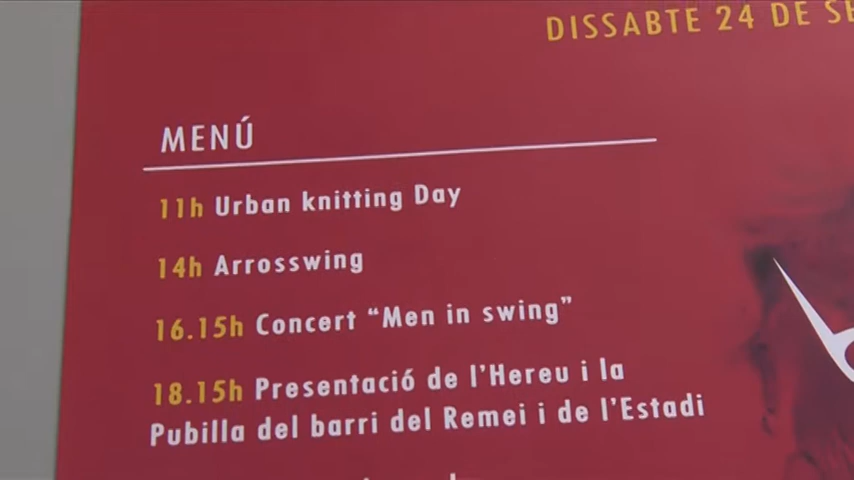 DISSABTE 24 DE
MENÚ
11h Urban knitting Day
14h Arrosswing
16.15h Concert “Men in swing”
18.15h Presentació de l’Hereu i la
Pubilla del barri del Remei i de l’Estadi